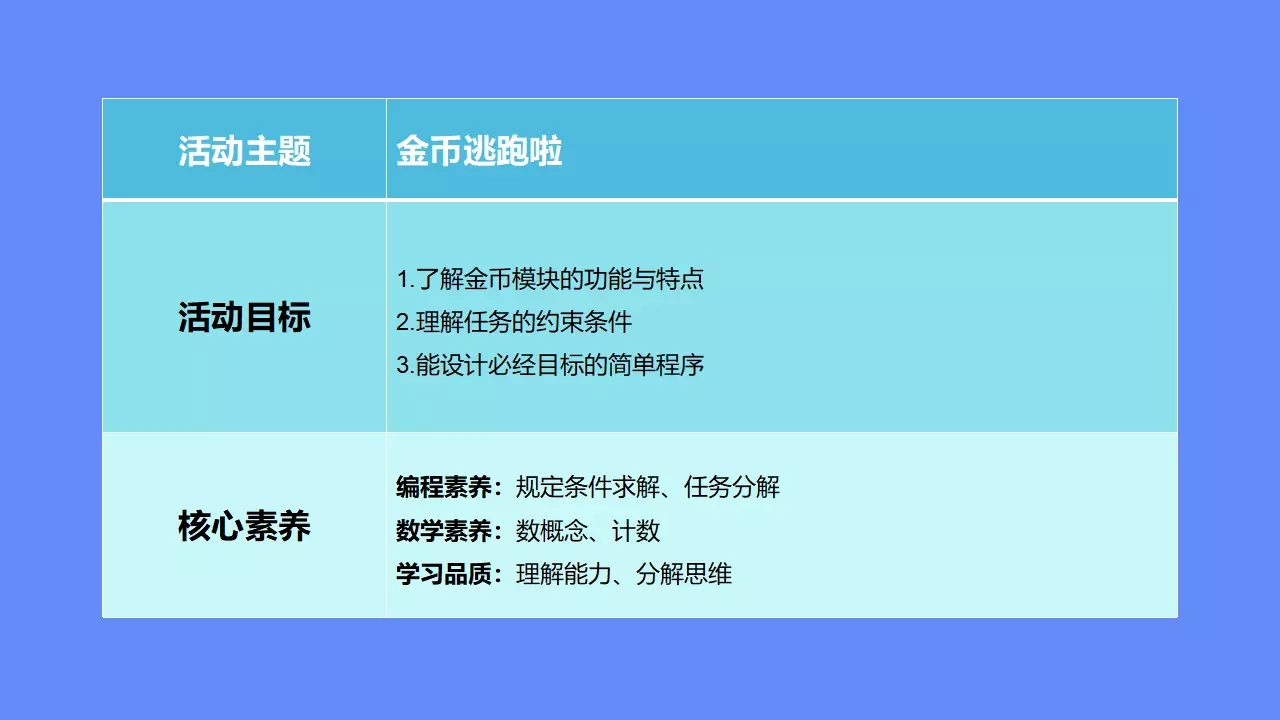 活动主题
金币逃跑啦
活动目标
1.了解金币模块的功能与特点
2.理解任务的约束条件
3.能设计必经目标的简单程序
核心素养
编程素养：规定条件求解、任务分解
数学素养：数概念、计数
学习品质：理解能力、分解思维